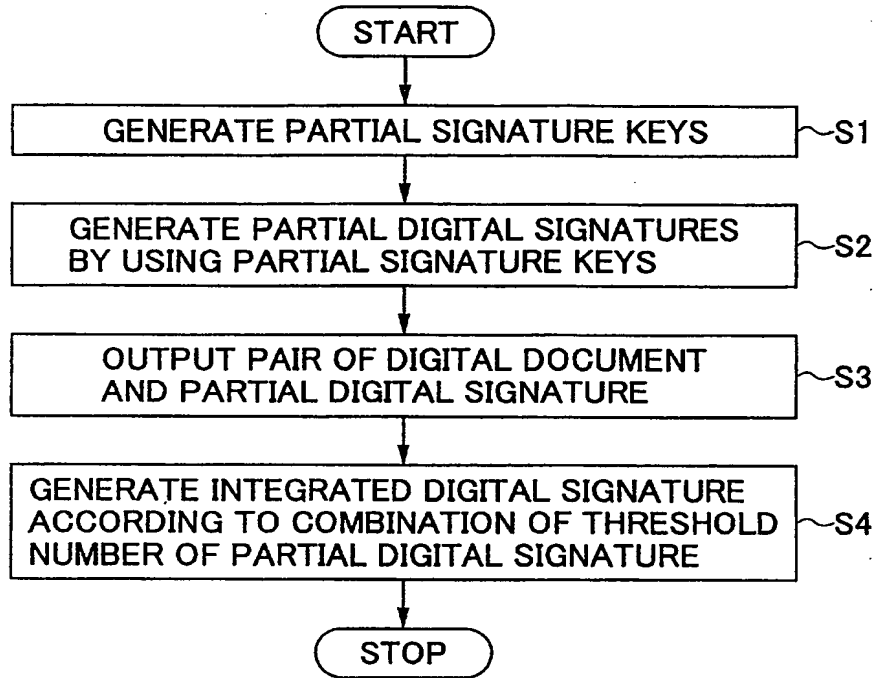 START
GENERATE PARTIAL SIGNATURE KEYS
S1
GENERATE PARTIAL DIGITAL SIGNATURES
BY USING PARTIAL SIGNATURE KEYS
S2
OUTPUT PAIR OF DIGITAL DOCUMENT
AND PARTIAL DIGITAL SIGNATURE
S3
GENERATE INTEGRATED DIGITAL SIGNATURE
ACCORDING TO COMBINATION OF THRESHOLD
NUMBER OF PARTIAL DIGITAL SIGNATURE
S4
STOP